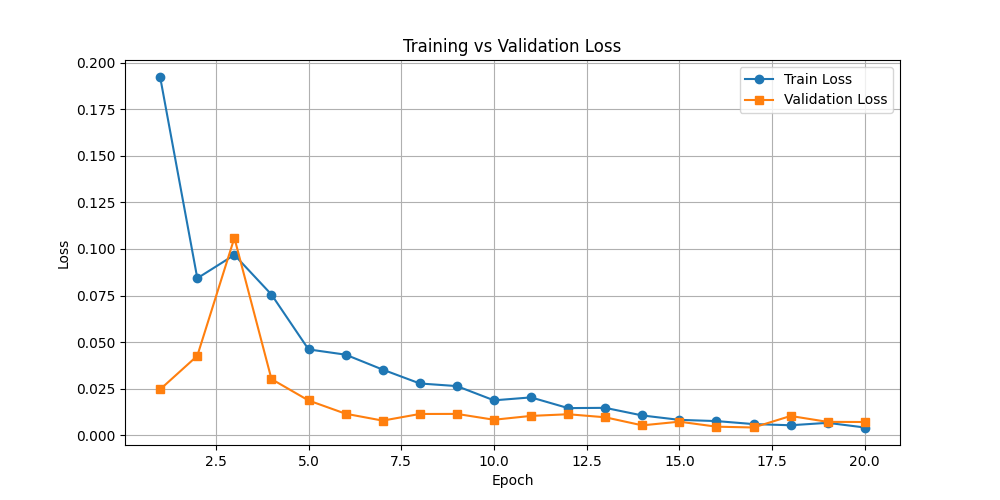 Training vs Validation Loss
Train Loss
Validation Loss
Loss
0.200
0.175
0.150
0.125
0.100
0.075
0.050
0.025
0.000
2.5 5.0 7.5 10.0 12.5 15.0 17.5 20.0
Epoch